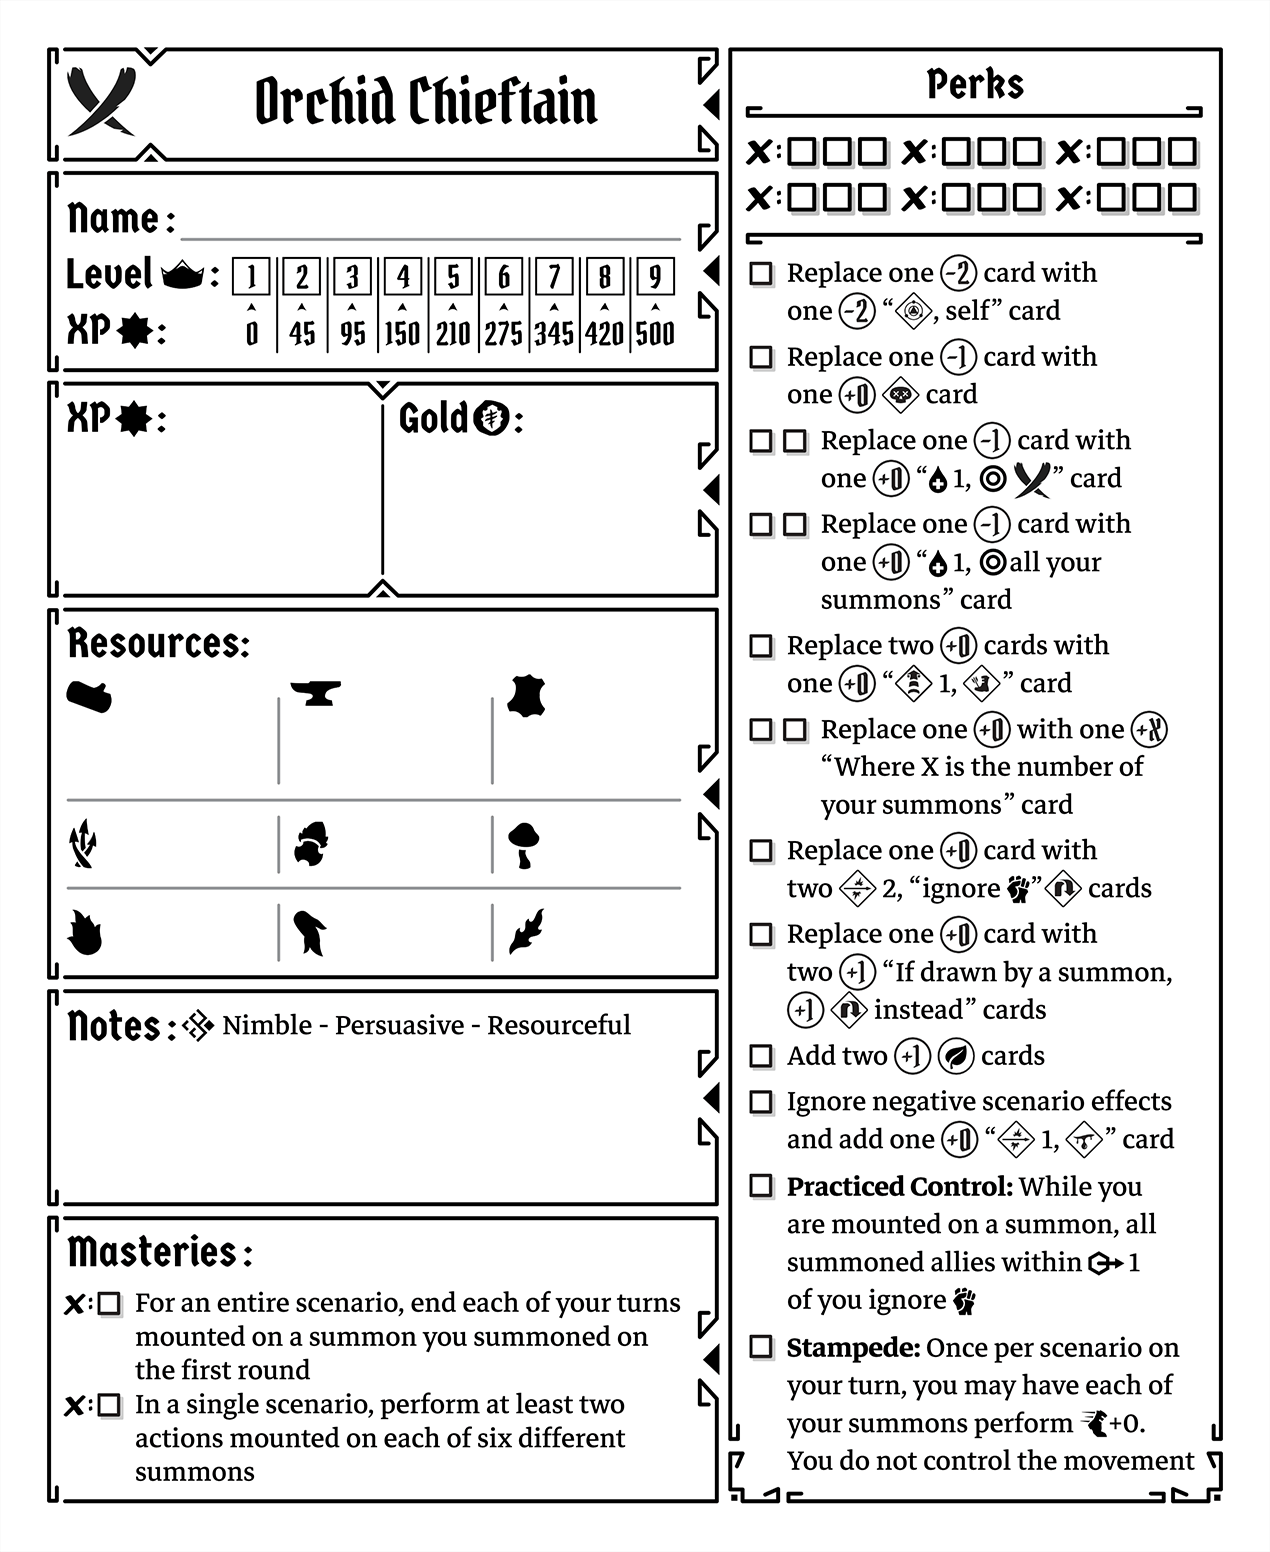 Orchid Chieftain
Name:
Level: 1 2 3 4 5 6 7 8 9
XP: 0 45 95 150 210 275 345 420 500
XP:
Gold:
Resources:
Notes: Nimble - Persuasive - Resourceful
Masteries:
For an entire scenario, end each of your turns
mounted on a summon you summoned on
the first round
In a single scenario, perform at least two
actions mounted on each of six different
summons
Perks
Replace one -2 card with
one -2 “, self” card
Replace one -1 card with
one +0 card
Replace one -1 card with
one +0 “1, ” card
Replace one -1 card with
one +0 “1, all your
summons” card
Replace two +0 cards with
one +0 “ 1, ” card
Replace one +0 with one +X
“Where X is the number of
your summons” card
Replace one +0 card with
two 2, “ignore ” cards
Replace one +0 card with
two +1 “If drawn by a summon,
+1 instead” cards
Add two +1 cards
Ignore negative scenario effects
and add one +0 “ 1, ” card
Practiced Control: While you
are mounted on a summon, all
summoned allies within 1
of you ignore
Stampede: Once per scenario on
your turn, you may have each of
your summons perform +0.
You do not control the movement